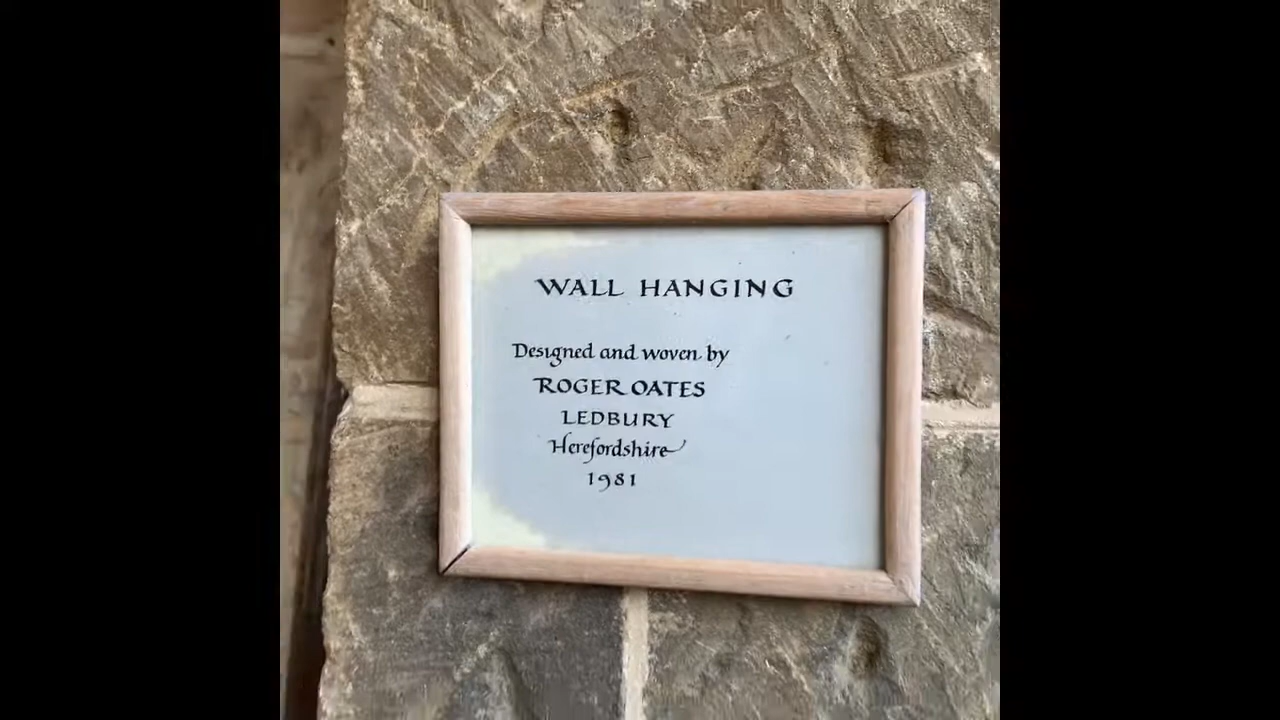 WALL HANGING
Designed and woven by
ROGER OATES
LEDBURY
Herefordshire
1981